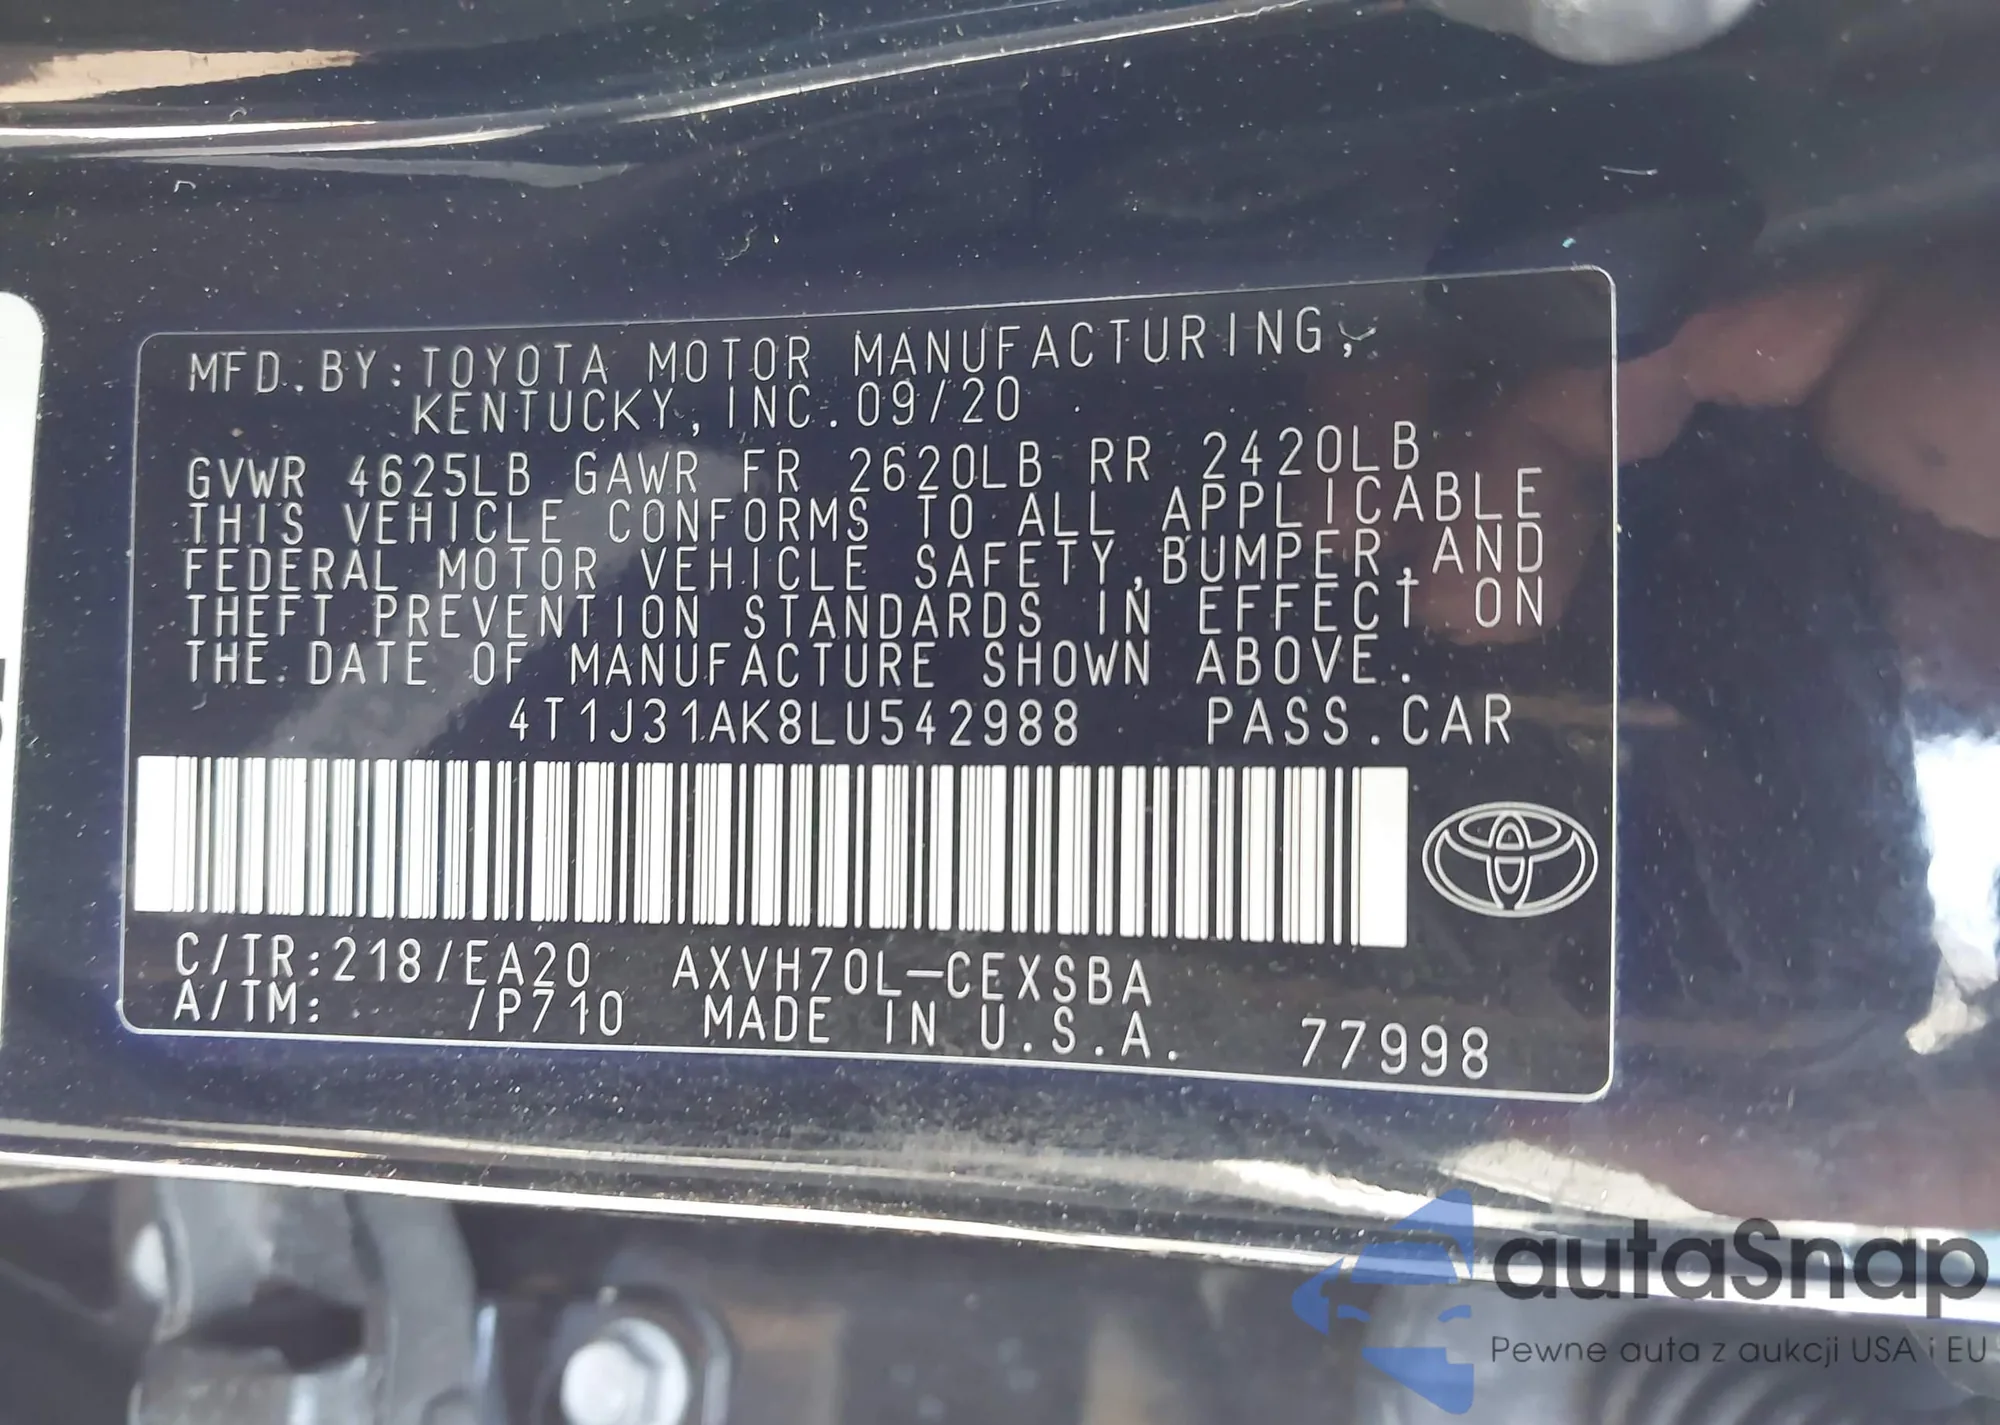 MFD.BY:TOYOTA MOTOR MANUFACTURING,
KENTUCKY, INC. 09/20
GVWR 4625LB GAWR FR 2620LB RR 2420LB
THIS VEHICLE CONFORMS TO ALL APPLICABLE
FEDERAL MOTOR VEHICLE SAFETY,BUMPER,AND
THEFT PREVENTION STANDARDS IN EFFECT ON
THE DATE OF MANUFACTURE SHOWN ABOVE.
4T1J31AK8LU542988 PASS.CAR
C/TR:218/EA20 AXVH70L-CEXSBA
A/TM: /P710 MADE IN U.S.A. 77998
autaSnap
Pewne auta z aukcji USA i EU